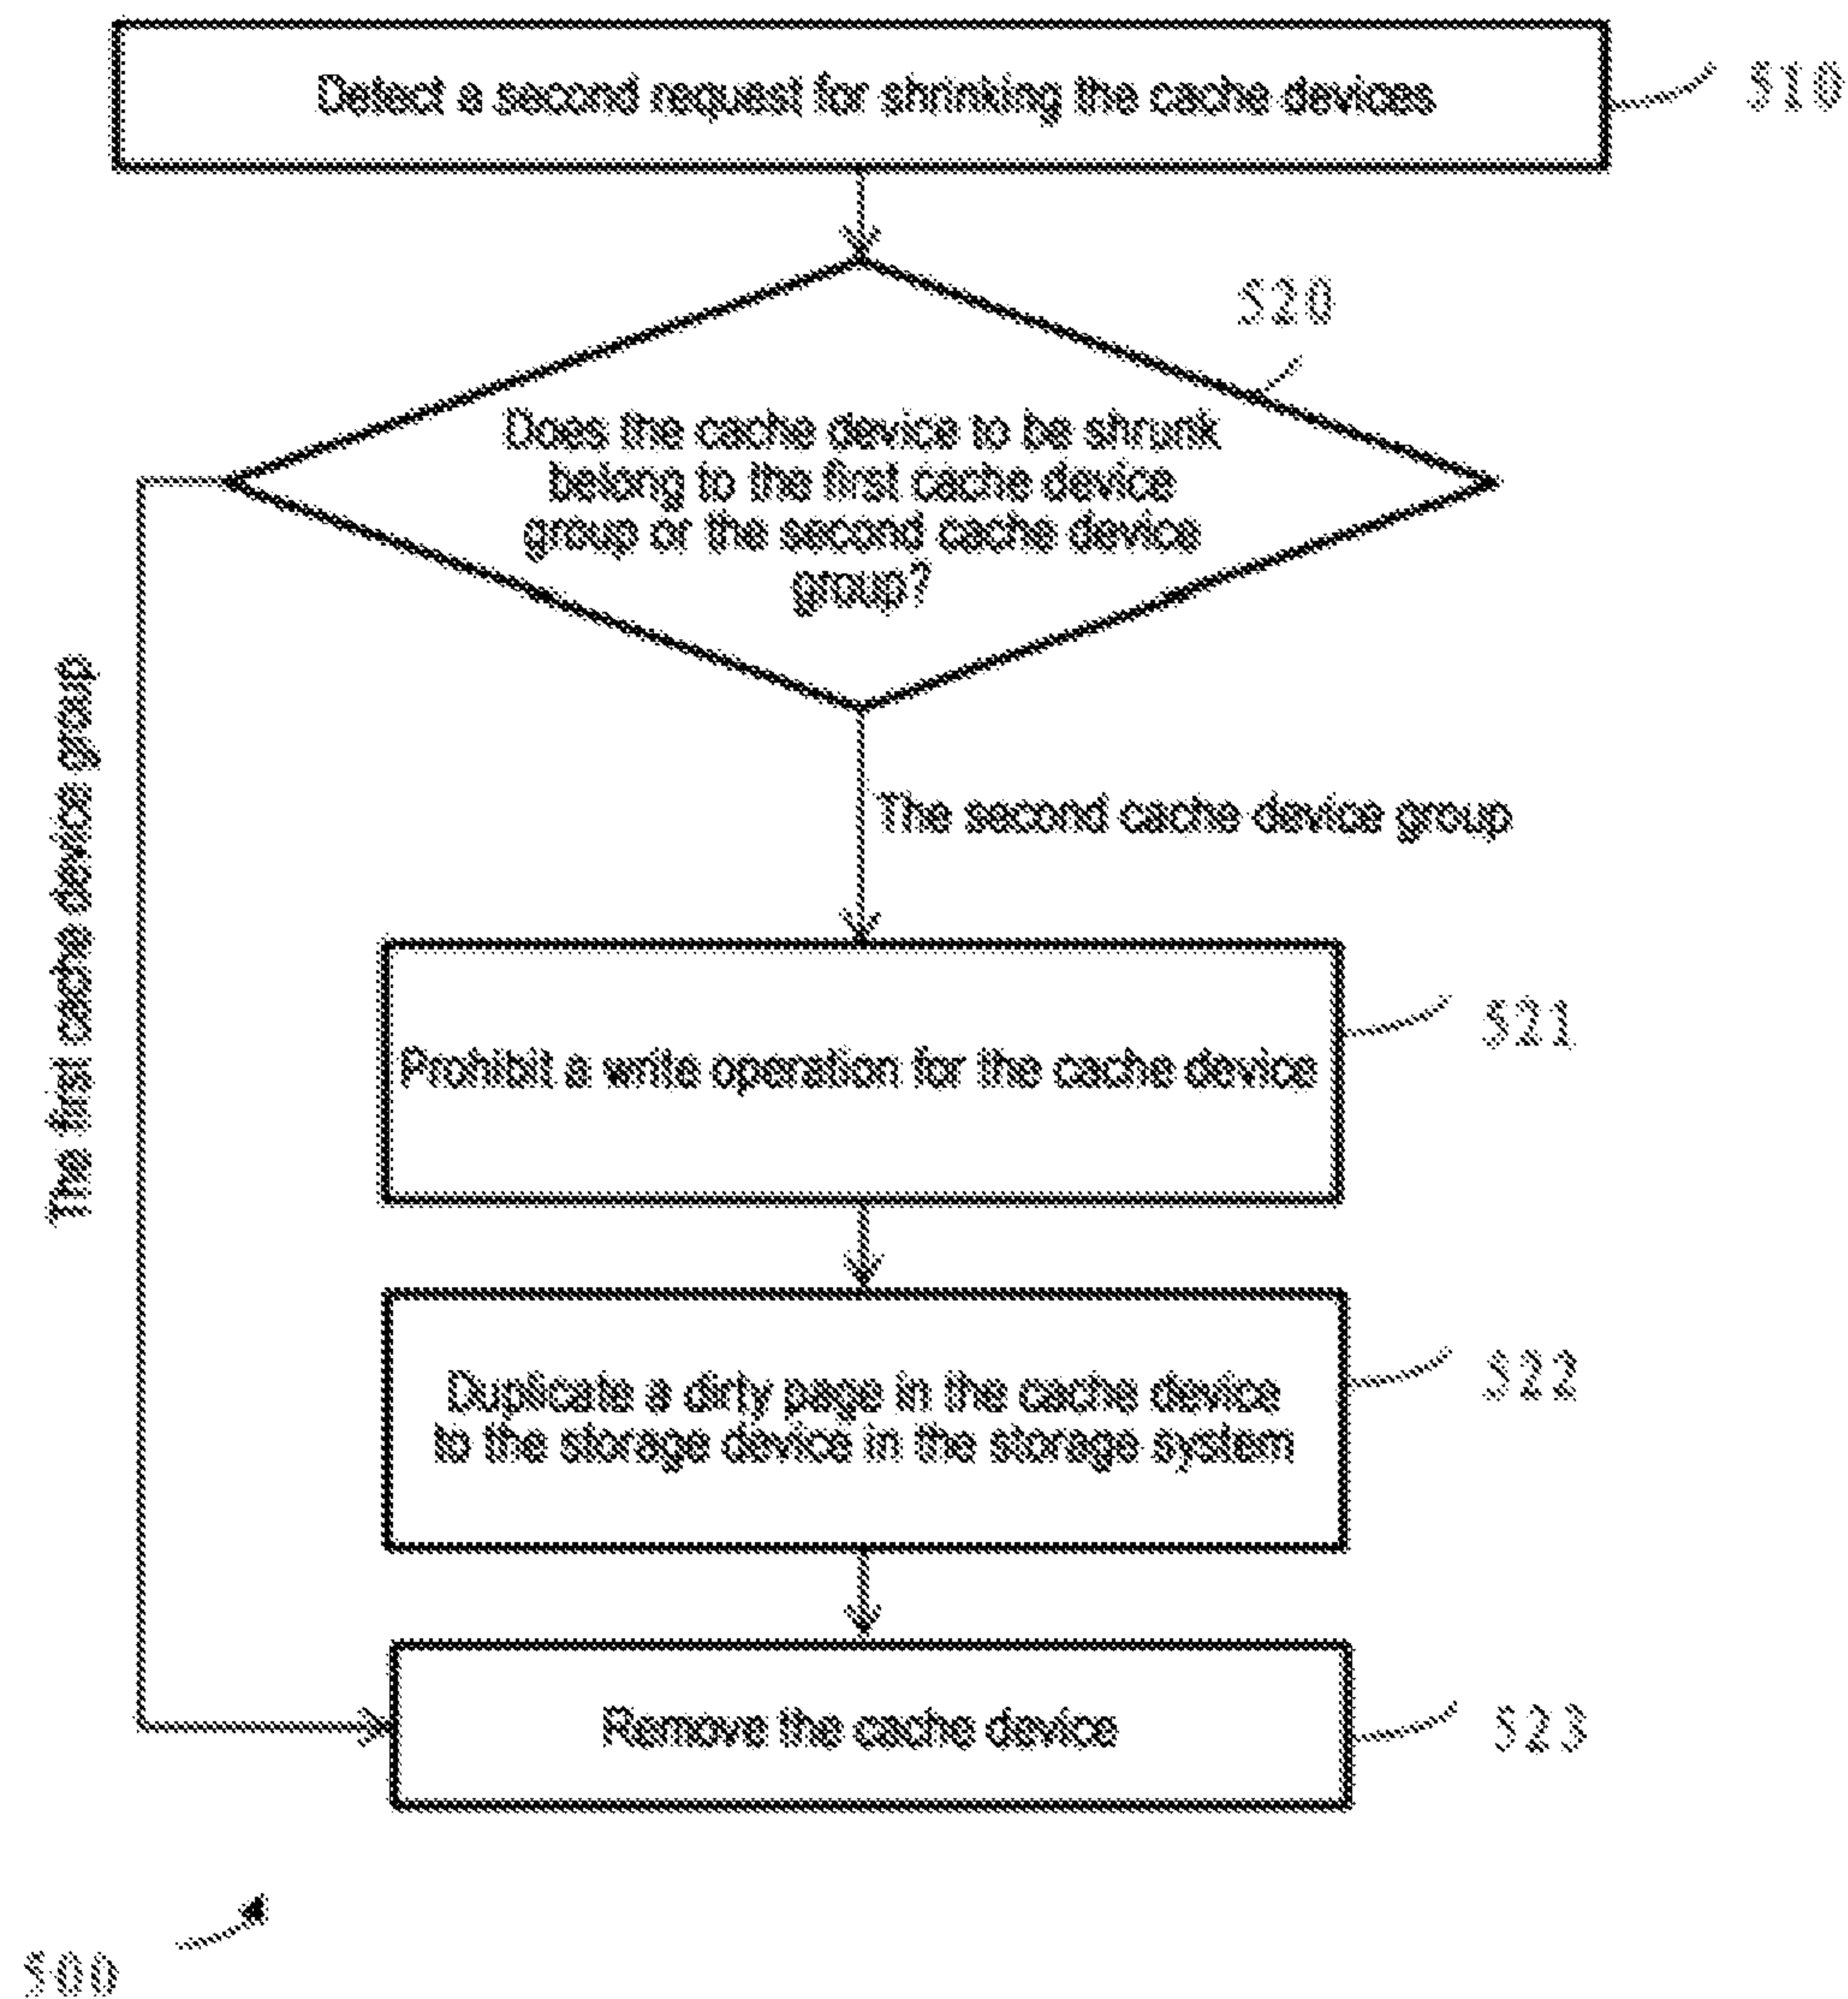 Detect a second request for shrinking the cache devices
510
520
Does the cache device to be shrunk
belong to the first cache device
group or the second cache device
group?
The first cache device group
The second cache device group
Prohibit a write operation for the cache device
521
Duplicate a dirty page in the cache device
to the storage device in the storage system
522
Remove the cache device
523
500